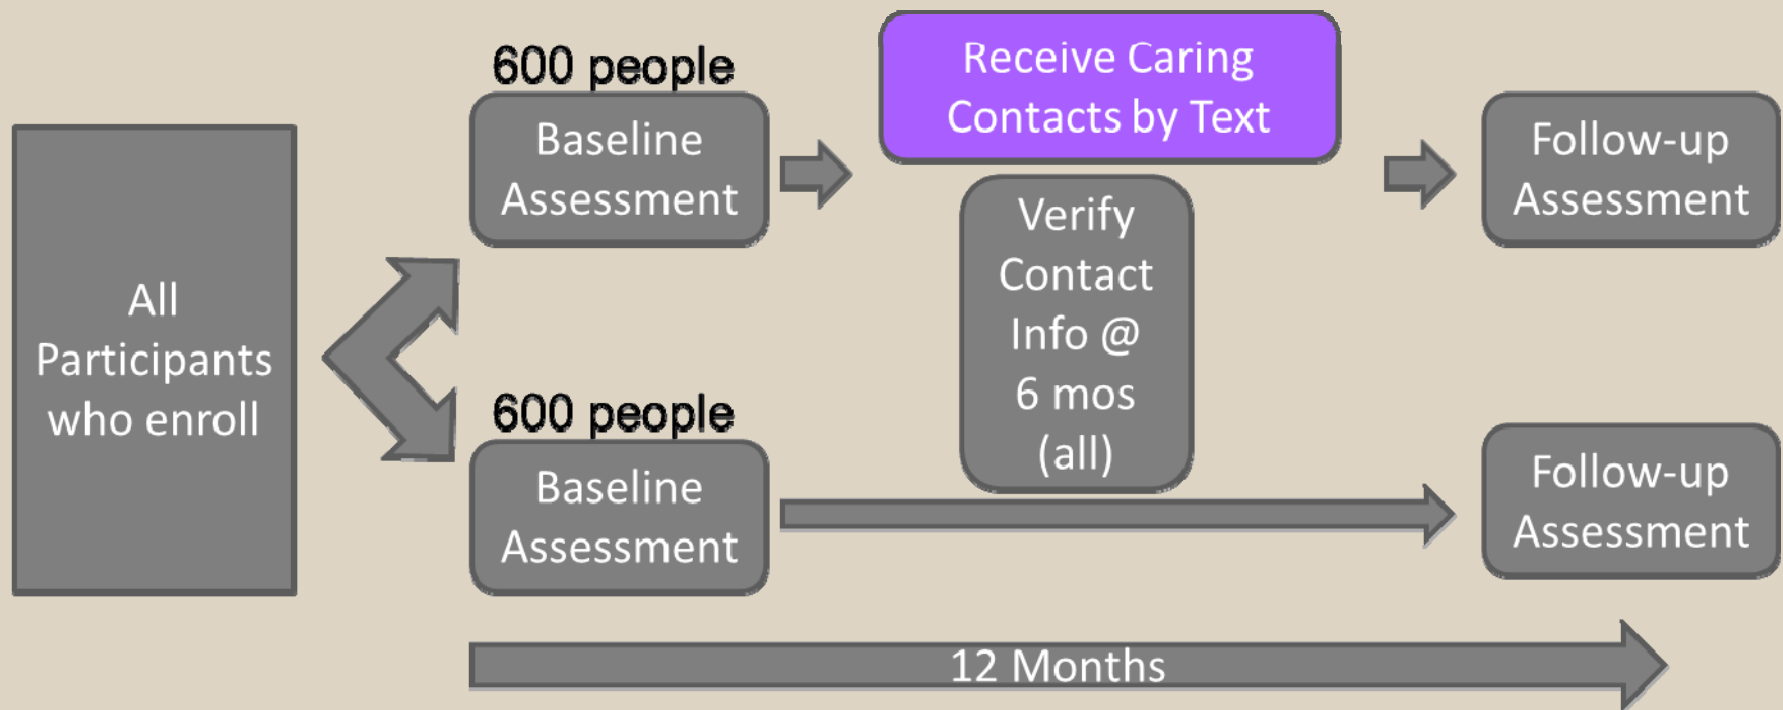 All
Participants
who enroll
600 people
Baseline
Assessment
Receive Caring
Contacts by Text
Verify
Contact
Info @
6 mos
(all)
Follow-up
Assessment
600 people
Baseline
Assessment
Follow-up
Assessment
12 Months